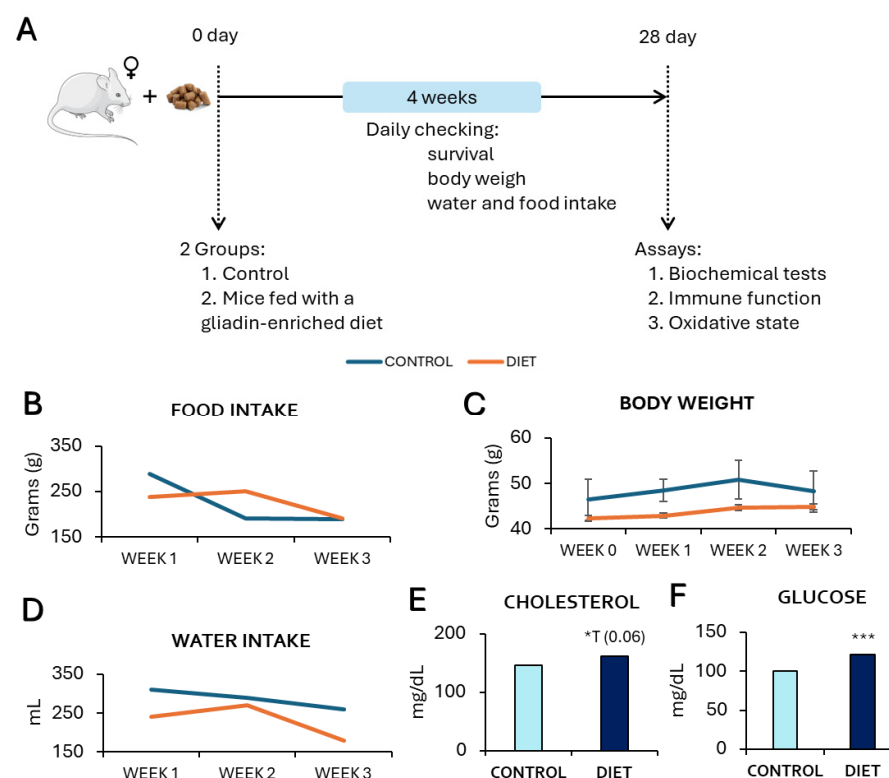 A
0 day
28 day
♀
+
4 weeks
Daily checking:
survival
body weigh
water and food intake
2 Groups:
1. Control
2. Mice fed with a
gliadin-enriched diet
Assays:
1. Biochemical tests
2. Immune function
3. Oxidative state
CONTROL DIET
B
FOOD INTAKE
Grams (g)
350
250
150
WEEK 1 WEEK 2 WEEK 3
C
BODY WEIGHT
Grams (g)
60
50
40
WEEK 0 WEEK 1 WEEK 2 WEEK 3
D
WATER INTAKE
mL
350
250
150
WEEK 1 WEEK 2 WEEK 3
E
CHOLESTEROL
*T (0.06)
mg/dL
200
100
0
CONTROL DIET
F
GLUCOSE
***
mg/dL
150
100
50
0
CONTROL DIET